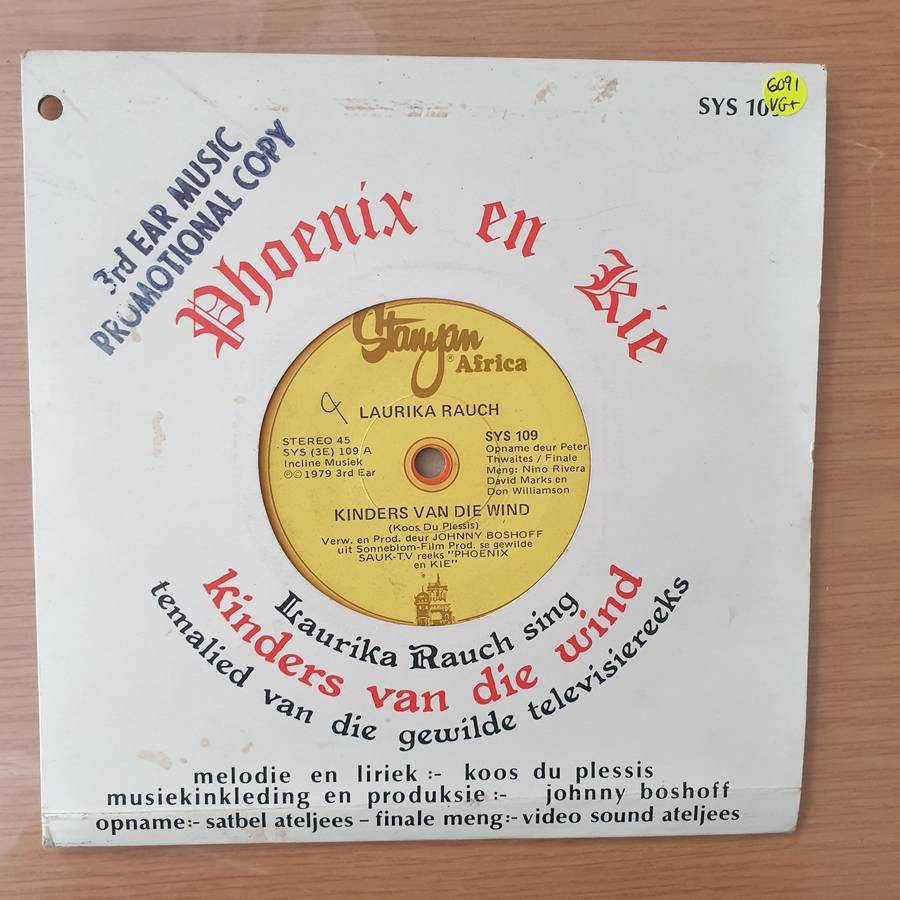 SYS 10
6091
VG+
3rd EAR MUSIC
PROMOTIONAL COPY
Phoenix en Kie
Stanyan
® Africa
LAURIKA RAUCH
STEREO 45
SYS (3E) 109 A
Incline Musiek
℗© 1979 3rd Ear
SYS 109
Opname deur Peter
Thwaites / Finale
Meng: Nino Rivera
David Marks en
Don Williamson
KINDERS VAN DIE WIND
(Koos Du Plessis)
Verw. en Prod. deur JOHNNY BOSHOFF
uit Sonneblom-Film Prod. se gewilde
SAUK-T.V reeks "PHOENIX
en KIE"
Laurika Rauch sing
kinders van die wind
temalied van die gewilde televisiereeks
melodie en liriek :- koos du plessis
musiekinkleding en produksie :- johnny boshoff
opname:- satbel ateljees – finale meng:- video sound ateljees